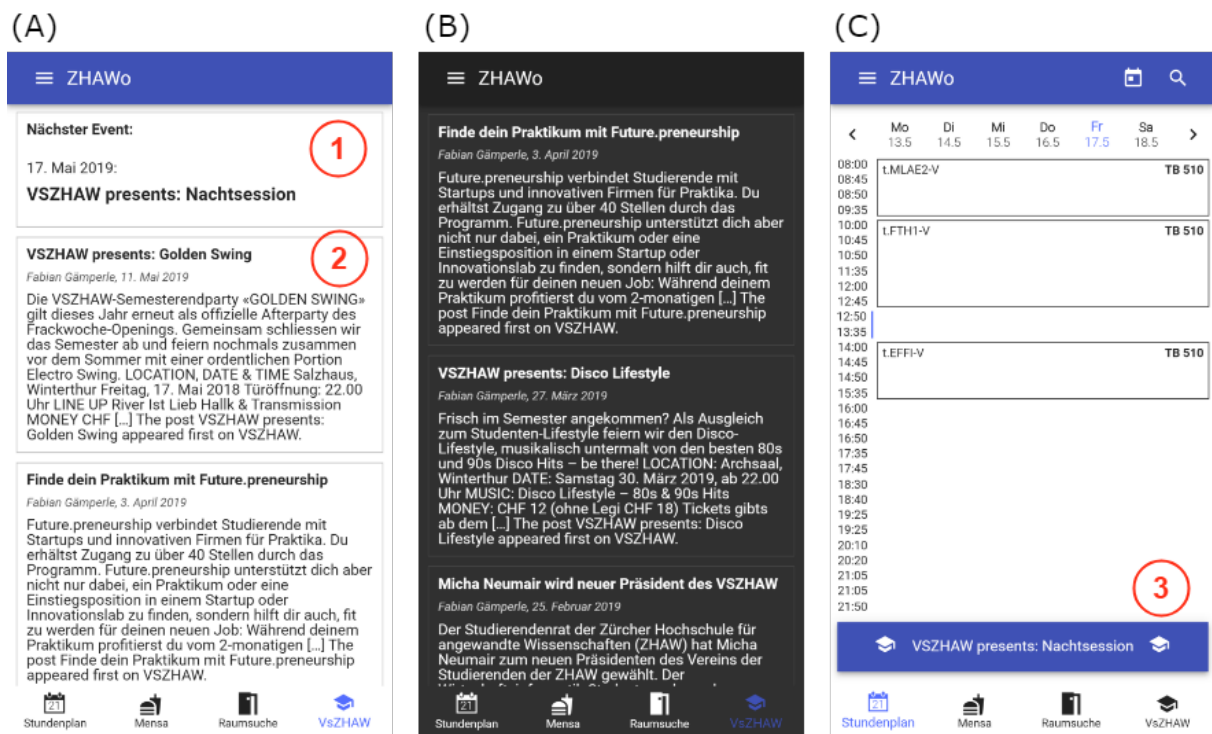 (A)
ZHAWo
Nächster Event:
1
17. Mai 2019:
VSZHAW presents: Nachtsession
VSZHAW presents: Golden Swing
2
Fabian Gämperle, 11. Mai 2019
Die VSZHAW-Semesterendparty «GOLDEN SWING»
gilt dieses Jahr erneut als offizielle Afterparty des
Frackwoche-Openings. Gemeinsam schliessen wir
das Semester ab und feiern nochmals zusammen
vor dem Sommer mit einer ordentlichen Portion
Electro Swing. LOCATION, DATE & TIME Salzhaus,
Winterthur Freitag, 17. Mai 2018 Türöffnung: 22.00
Uhr LINE UP River Ist Lieb Hallk & Transmission
MONEY CHF […] The post VSZHAW presents:
Golden Swing appeared first on VSZHAW.
Finde dein Praktikum mit Future.preneurship
Fabian Gämperle, 3. April 2019
Future.preneurship verbindet Studierende mit
Startups und innovativen Firmen für Praktika. Du
erhältst Zugang zu über 40 Stellen durch das
Programm. Future.preneurship unterstützt dich aber
nicht nur dabei, ein Praktikum oder eine
Einstiegsposition in einem Startup oder
Innovationslab zu finden, sondern hilft dir auch, fit
zu werden für deinen neuen Job: Während deinem
Praktikum profitierst du vom 2-monatigen […] The
post Finde dein Praktikum mit Future.preneurship
appeared first on VSZHAW.
21
Stundenplan
Mensa
Raumsuche
VsZHAW
(B)
ZHAWo
Finde dein Praktikum mit Future.preneurship
Fabian Gämperle, 3. April 2019
Future.preneurship verbindet Studierende mit
Startups und innovativen Firmen für Praktika. Du
erhältst Zugang zu über 40 Stellen durch das
Programm. Future.preneurship unterstützt dich aber
nicht nur dabei, ein Praktikum oder eine
Einstiegsposition in einem Startup oder
Innovationslab zu finden, sondern hilft dir auch, fit
zu werden für deinen neuen Job: Während deinem
Praktikum profitierst du vom 2-monatigen […] The
post Finde dein Praktikum mit Future.preneurship
appeared first on VSZHAW.
VSZHAW presents: Disco Lifestyle
Fabian Gämperle, 27. März 2019
Frisch im Semester angekommen? Als Ausgleich
zum Studenten-Lifestyle feiern wir den Disco-
Lifestyle, musikalisch untermalt von den besten 80s
und 90s Disco Hits – be there! LOCATION: Archsaal,
Winterthur DATE: Samstag 30. März 2019, ab 22.00
Uhr MUSIC: Disco Lifestyle – 80s & 90s Hits
MONEY: CHF 12 (ohne Legi CHF 18) Tickets gibts
ab dem […] The post VSZHAW presents: Disco
Lifestyle appeared first on VSZHAW.
Micha Neumair wird neuer Präsident des VSZHAW
Fabian Gämperle, 25. Februar 2019
Der Studierendenrat der Zürcher Hochschule für
angewandte Wissenschaften (ZHAW) hat Micha
Neumair zum neuen Präsidenten des Vereins der
Studierenden der ZHAW gewählt. Der
21
Stundenplan
Mensa
Raumsuche
VsZHAW
(C)
ZHAWo
Mo Di Mi Do Fr Sa
13.5 14.5 15.5 16.5 17.5 18.5
08:00 t.MLAE2-V TB 510
08:45
08:50
09:35
10:00 t.FTH1-V TB 510
10:45
10:50
11:35
12:00
12:45
12:50
13:35
14:00 t.EFFI-V TB 510
14:45
14:50
15:35
16:00
16:45
16:50
17:35
17:45
18:30
18:40
19:25
19:25
20:10
20:20
21:05
21:05
21:50
3
VSZHAW presents: Nachtsession
21
Stundenplan
Mensa
Raumsuche
VsZHAW